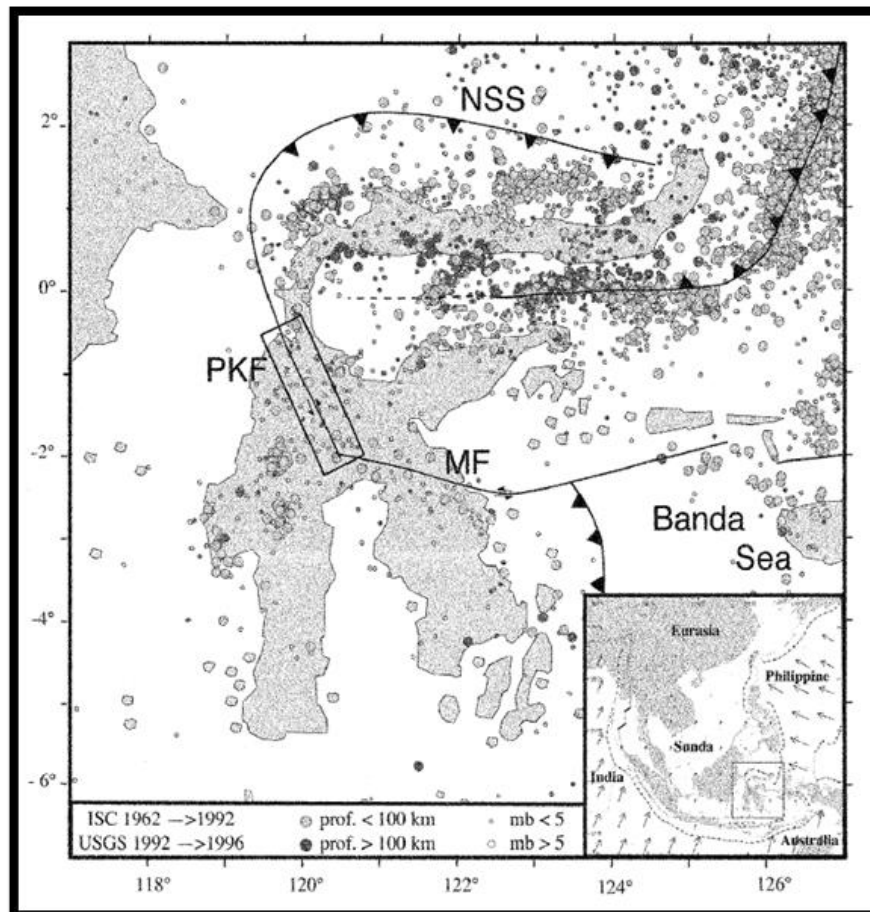 NSS
2°
0°
PKF
-2°
MF
Banda
Sea
-4°
-6°
Eurasia
Philippine
Sunda
India
Australia
ISC 1962 —>1992
prof. < 100 km
mb < 5
USGS 1992 —>1996
prof. > 100 km
mb > 5
118°
120°
122°
124°
126°